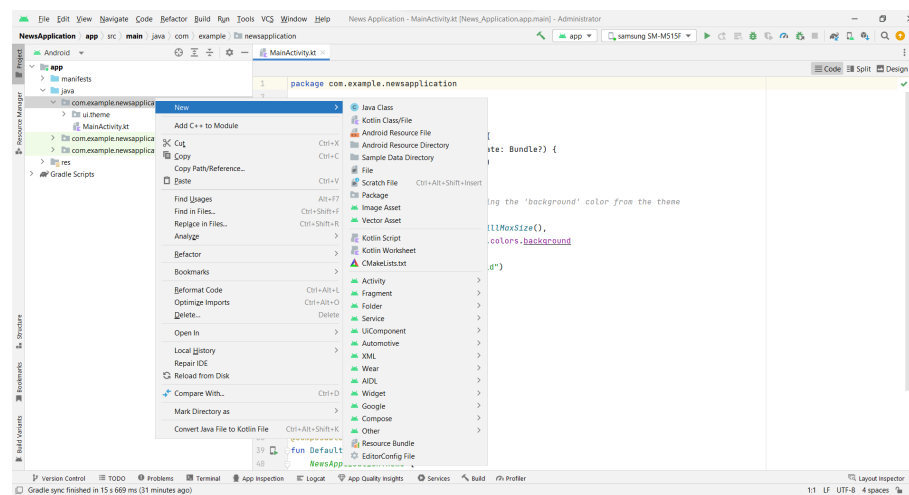 File Edit View Navigate Code Refactor Build Run Tools VCS Window Help News Application - MainActivity.kt [News_Application.app.main] - Administrator
NewsApplication app src main java com example newsapplication app samsung SM-M515F
Android MainActivity.kt
Code Split Design
Project
Resource Manager
Structure
Bookmarks
Build Variants
app
manifests
java
com.example.newsapplica
ui.theme
MainActivity.kt
com.example.newsapplica
com.example.newsapplica
res
Gradle Scripts
1 package com.example.newsapplication
New
Add C++ to Module
Cut Ctrl+X
Copy Ctrl+C
Copy Path/Reference...
Paste Ctrl+V
Find Usages Alt+F7
Find in Files... Ctrl+Shift+F
Replace in Files... Ctrl+Shift+R
Analyze
Refactor
Bookmarks
Reformat Code Ctrl+Alt+L
Optimize Imports Ctrl+Alt+O
Delete... Delete
Open In
Local History
Repair IDE
Reload from Disk
Compare With... Ctrl+D
Mark Directory as
Convert Java File to Kotlin File Ctrl+Alt+Shift+K
Java Class
Kotlin Class/File
Android Resource File
Android Resource Directory
Sample Data Directory
File
Scratch File Ctrl+Alt+Shift+Insert
Package
Image Asset
Vector Asset
Kotlin Script
Kotlin Worksheet
CMakeLists.txt
Activity
Fragment
Folder
Service
UiComponent
Automotive
XML
Wear
AIDL
Widget
Google
Compose
Other
Resource Bundle
EditorConfig File
{
ate: Bundle?) {
)
ing the 'background' color from the theme
illMaxSize(),
.colors.background
d")
39 fun Default
40
Version Control TODO Problems Terminal App Inspection Logcat App Quality Insights Services Build Profiler Layout Inspector
Gradle sync finished in 15 s 669 ms (31 minutes ago) 1:1 LF UTF-8 4 spaces